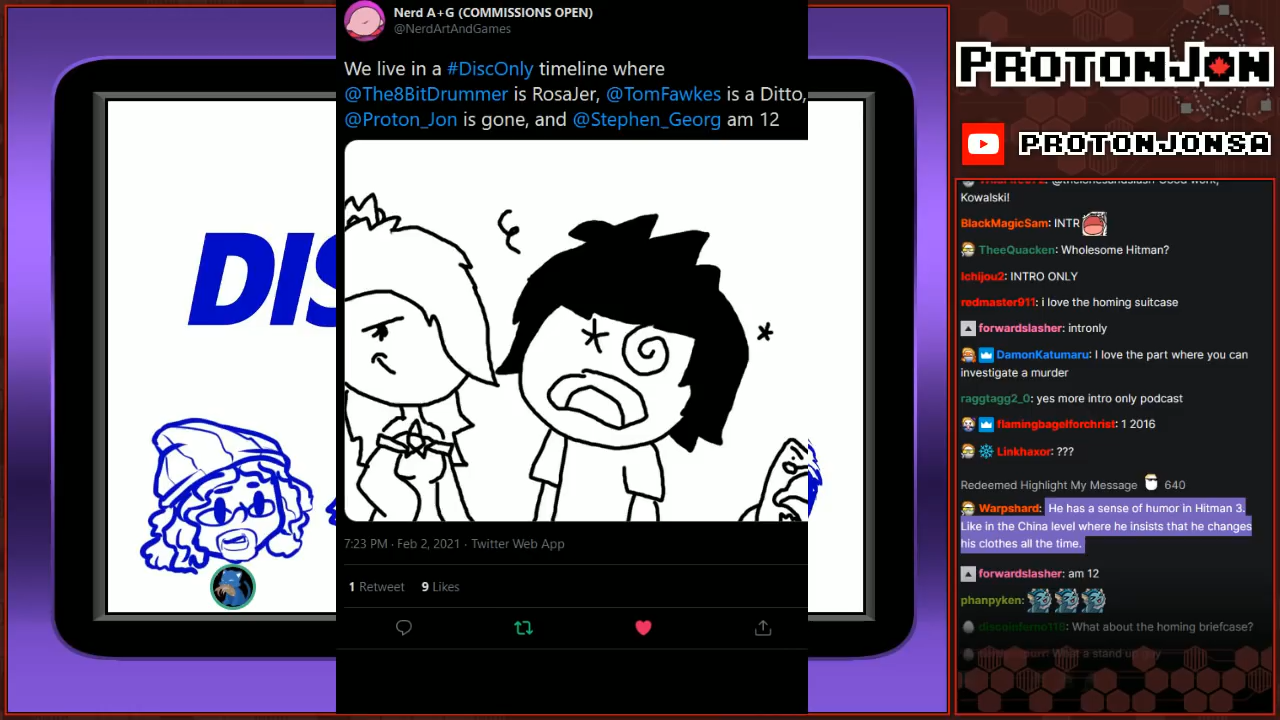 Nerd A+G (COMMISSIONS OPEN)
@NerdArtAndGames
We live in a #DiscOnly timeline where
@The8BitDrummer is RosaJer, @TomFawkes is a Ditto,
@Proton_Jon is gone, and @Stephen_Georg am 12
DIS
7:23 PM · Feb 2, 2021 · Twitter Web App
1 Retweet 9 Likes
PROTONJON
PROTONJONSA
Kowalski!
BlackMagicSam: INTR
TheeQuacken: Wholesome Hitman?
Ichijou2: INTRO ONLY
redmaster911: i love the homing suitcase
forwardslasher: intronly
DamonKatumaru: I love the part where you can
investigate a murder
raggtagg2_0: yes more intro only podcast
flamingbagelforchrist: 1 2016
Linkhaxor: ???
Redeemed Highlight My Message 640
Warpshard: He has a sense of humor in Hitman 3.
Like in the China level where he insists that he changes
his clothes all the time.
forwardslasher: am 12
phanpyken:
discoinferno116: What about the homing briefcase?
What a stand up guy